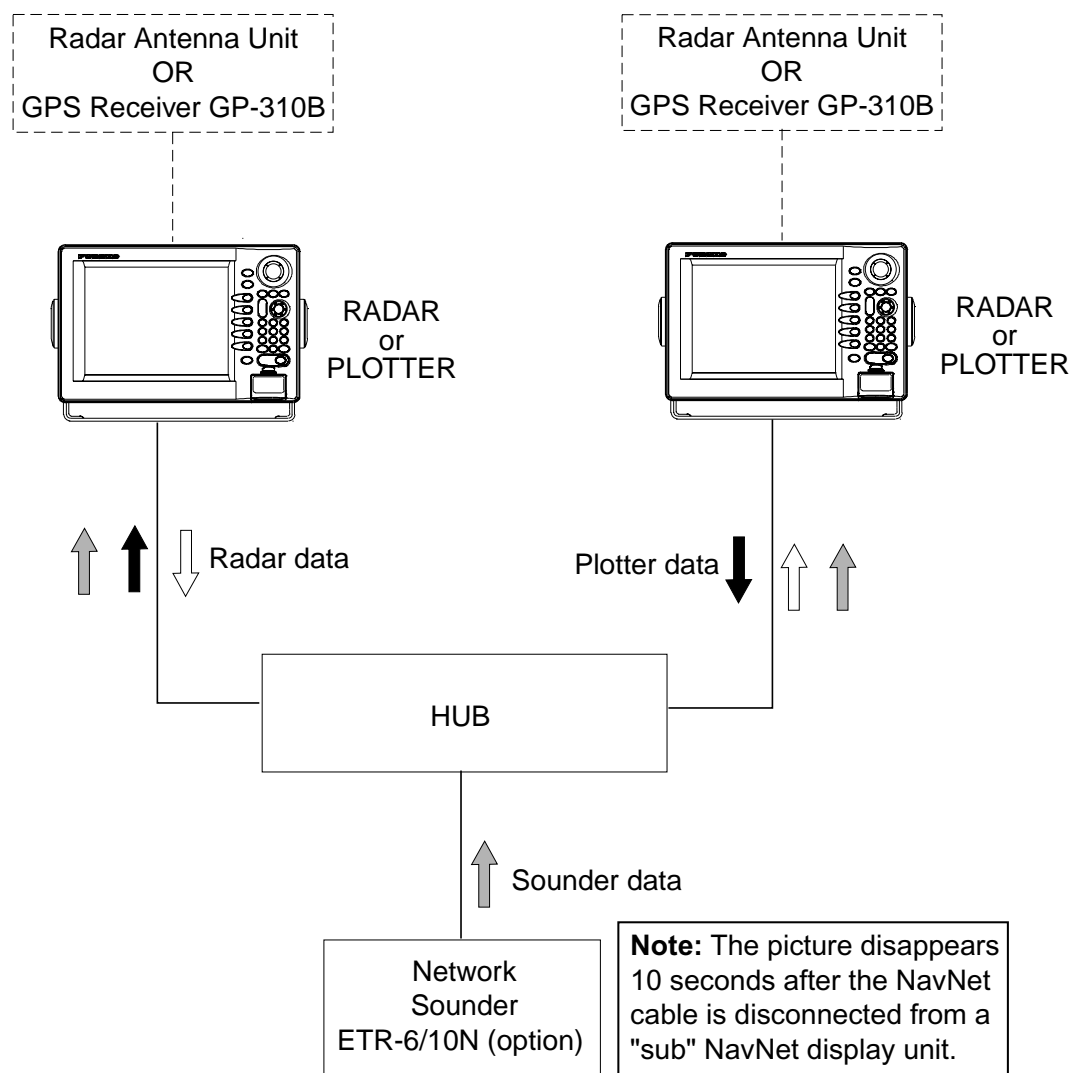 Radar Antenna Unit
OR
GPS Receiver GP-310B
Radar Antenna Unit
OR
GPS Receiver GP-310B
FURUNO
RADAR
or
PLOTTER
FURUNO
RADAR
or
PLOTTER
Radar data
Plotter data
HUB
Sounder data
Network
Sounder
ETR-6/10N (option)
Note: The picture disappears
10 seconds after the NavNet
cable is disconnected from a
"sub" NavNet display unit.